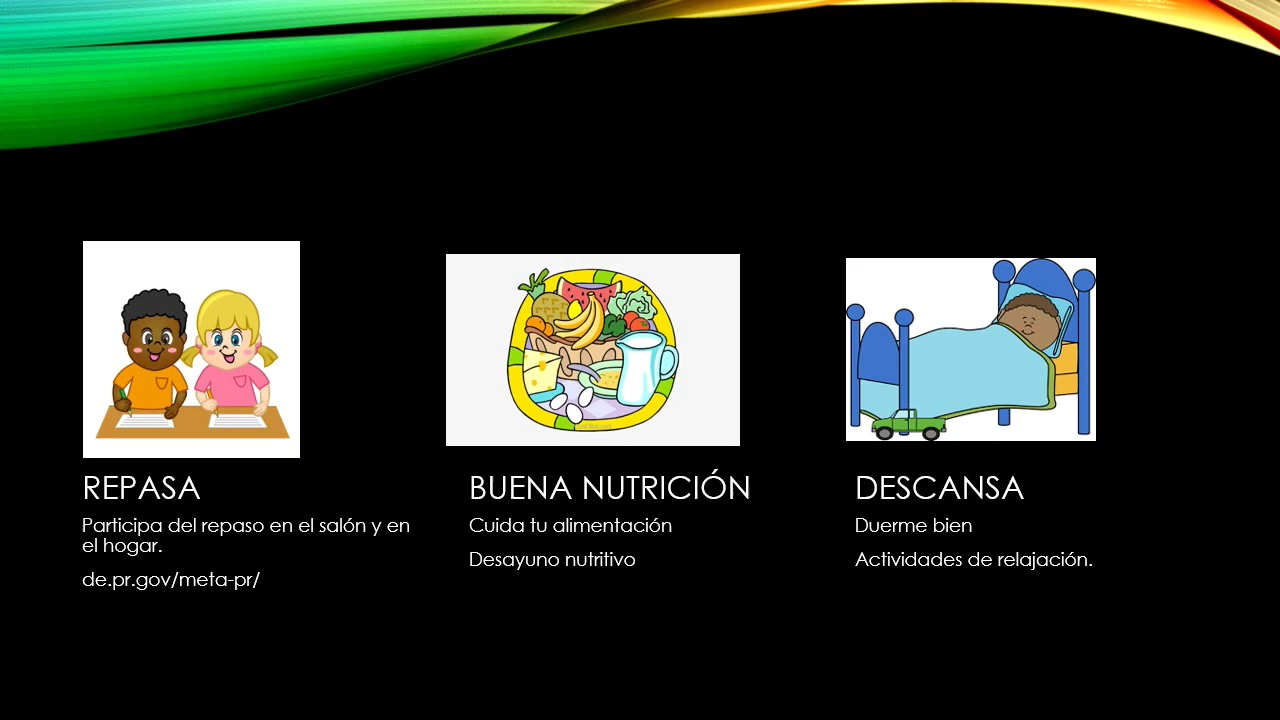 REPASA
Participa del repaso en el salón y en
el hogar.
de.pr.gov/meta-pr/
BUENA NUTRICIÓN
Cuida tu alimentación
Desayuno nutritivo
DESCANSA
Duerme bien
Actividades de relajación.